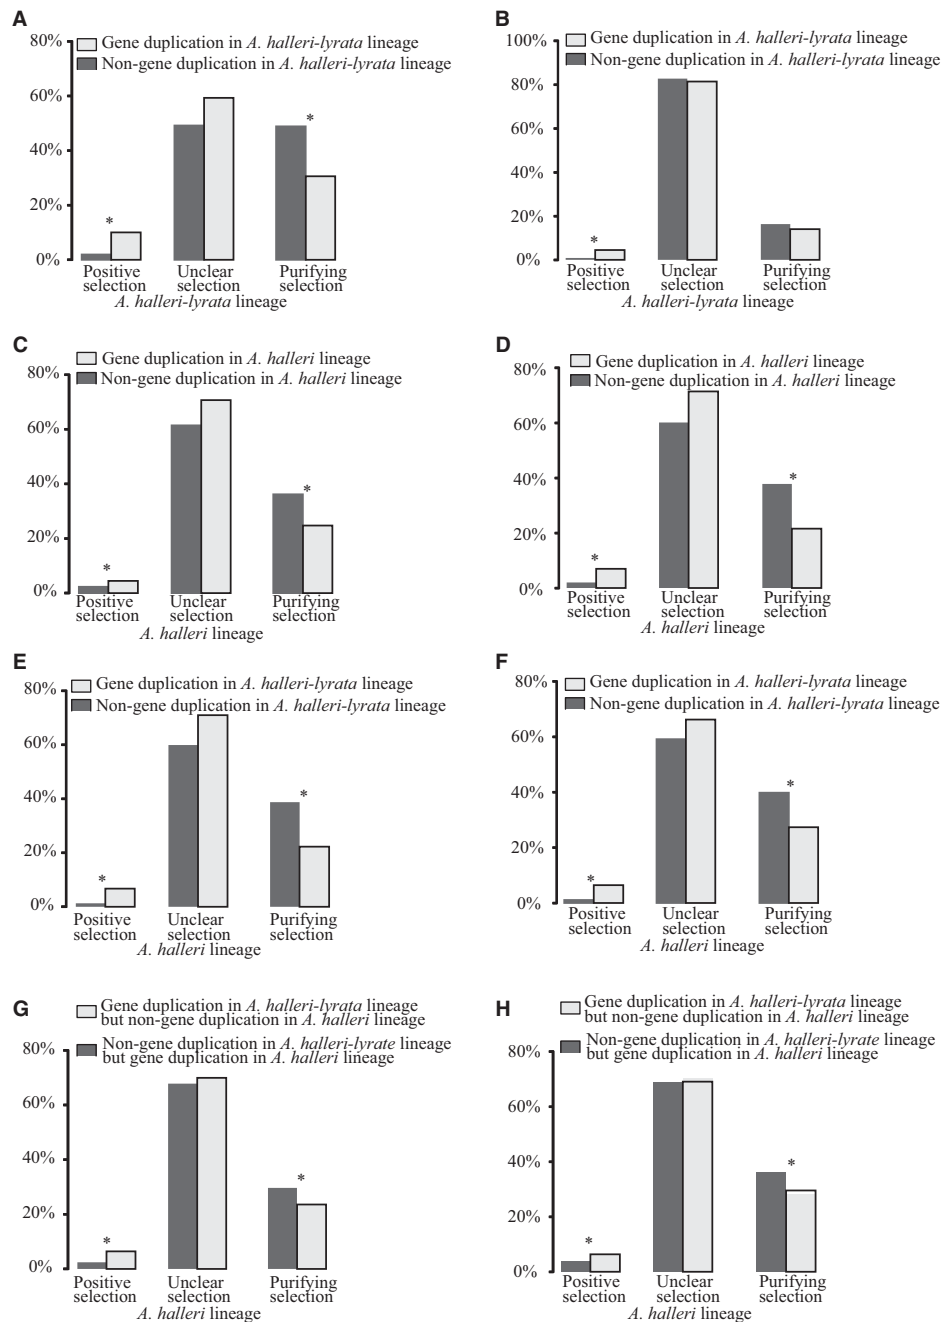 A
Gene duplication in A. halleri-lyrata lineage
Non-gene duplication in A. halleri-lyrata lineage
80%
60%
40%
20%
0%
*
*
Positive selection
Unclear selection
Purifying selection
A. halleri-lyrata lineage
B
Gene duplication in A. halleri-lyrata lineage
Non-gene duplication in A. halleri-lyrata lineage
100%
80%
60%
40%
20%
0%
*
Positive selection
Unclear selection
Purifying selection
A. halleri-lyrata lineage
C
Gene duplication in A. halleri lineage
Non-gene duplication in A. halleri lineage
80%
60%
40%
20%
0%
*
*
Positive selection
Unclear selection
Purifying selection
A. halleri lineage
D
Gene duplication in A. halleri lineage
Non-gene duplication in A. halleri lineage
80%
60%
40%
20%
0%
*
*
Positive selection
Unclear selection
Purifying selection
A. halleri lineage
E
Gene duplication in A. halleri-lyrata lineage
Non-gene duplication in A. halleri-lyrata lineage
80%
60%
40%
20%
0%
*
*
Positive selection
Unclear selection
Purifying selection
A. halleri lineage
F
Gene duplication in A. halleri-lyrata lineage
Non-gene duplication in A. halleri-lyrata lineage
80%
60%
40%
20%
0%
*
*
Positive selection
Unclear selection
Purifying selection
A. halleri lineage
G
Gene duplication in A. halleri-lyrata lineage
but non-gene duplication in A. halleri lineage
Non-gene duplication in A. halleri-lyrate lineage
but gene duplication in A. halleri lineage
80%
60%
40%
20%
0%
*
*
Positive selection
Unclear selection
Purifying selection
A. halleri lineage
H
Gene duplication in A. halleri-lyrata lineage
but non-gene duplication in A. halleri lineage
Non-gene duplication in A. halleri-lyrate lineage
but gene duplication in A. halleri lineage
80%
60%
40%
20%
0%
*
*
Positive selection
Unclear selection
Purifying selection
A. halleri lineage